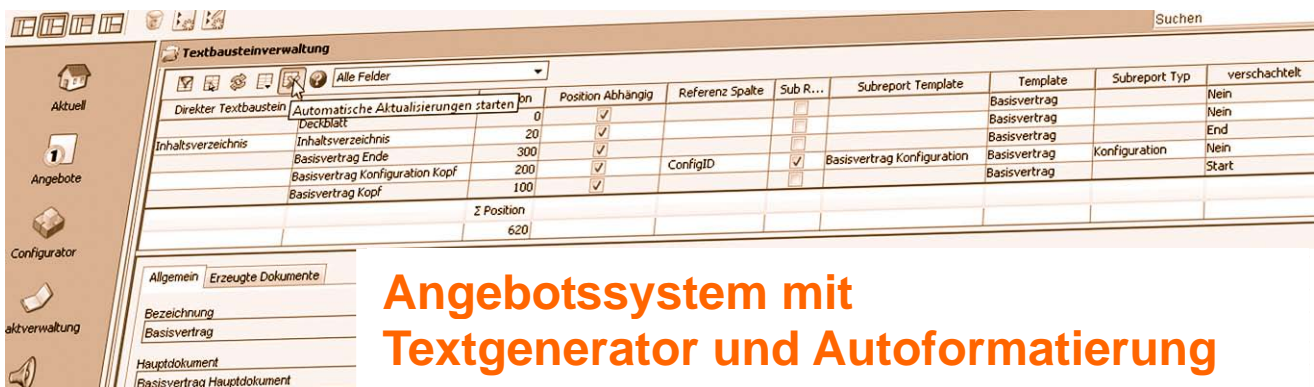 Suchen
Textbausteinverwaltung
Alle Felder
Aktuell
Direkter Textbaustein on Position Abhängig Referenz Spalte Sub R... Subreport Template Template Subreport Typ verschachtelt
Automatische Aktualisierungen starten
Deckblatt 0 Basisvertrag Nein
Inhaltsverzeichnis Inhaltsverzeichnis 20 Basisvertrag Nein
Basisvertrag Ende 300 Basisvertrag End
Basisvertrag Konfiguration Kopf 200 ConfigID Basisvertrag Konfiguration Basisvertrag Konfiguration Nein
Basisvertrag Kopf 100 Basisvertrag Start
Σ Position
620
1
Angebote
Configurator
aktverwaltung
Allgemein Erzeugte Dokumente
Bezeichnung
Basisvertrag
Hauptdokument
Basisvertrag Hauptdokument
Angebotssystem mit
Textgenerator und Autoformatierung